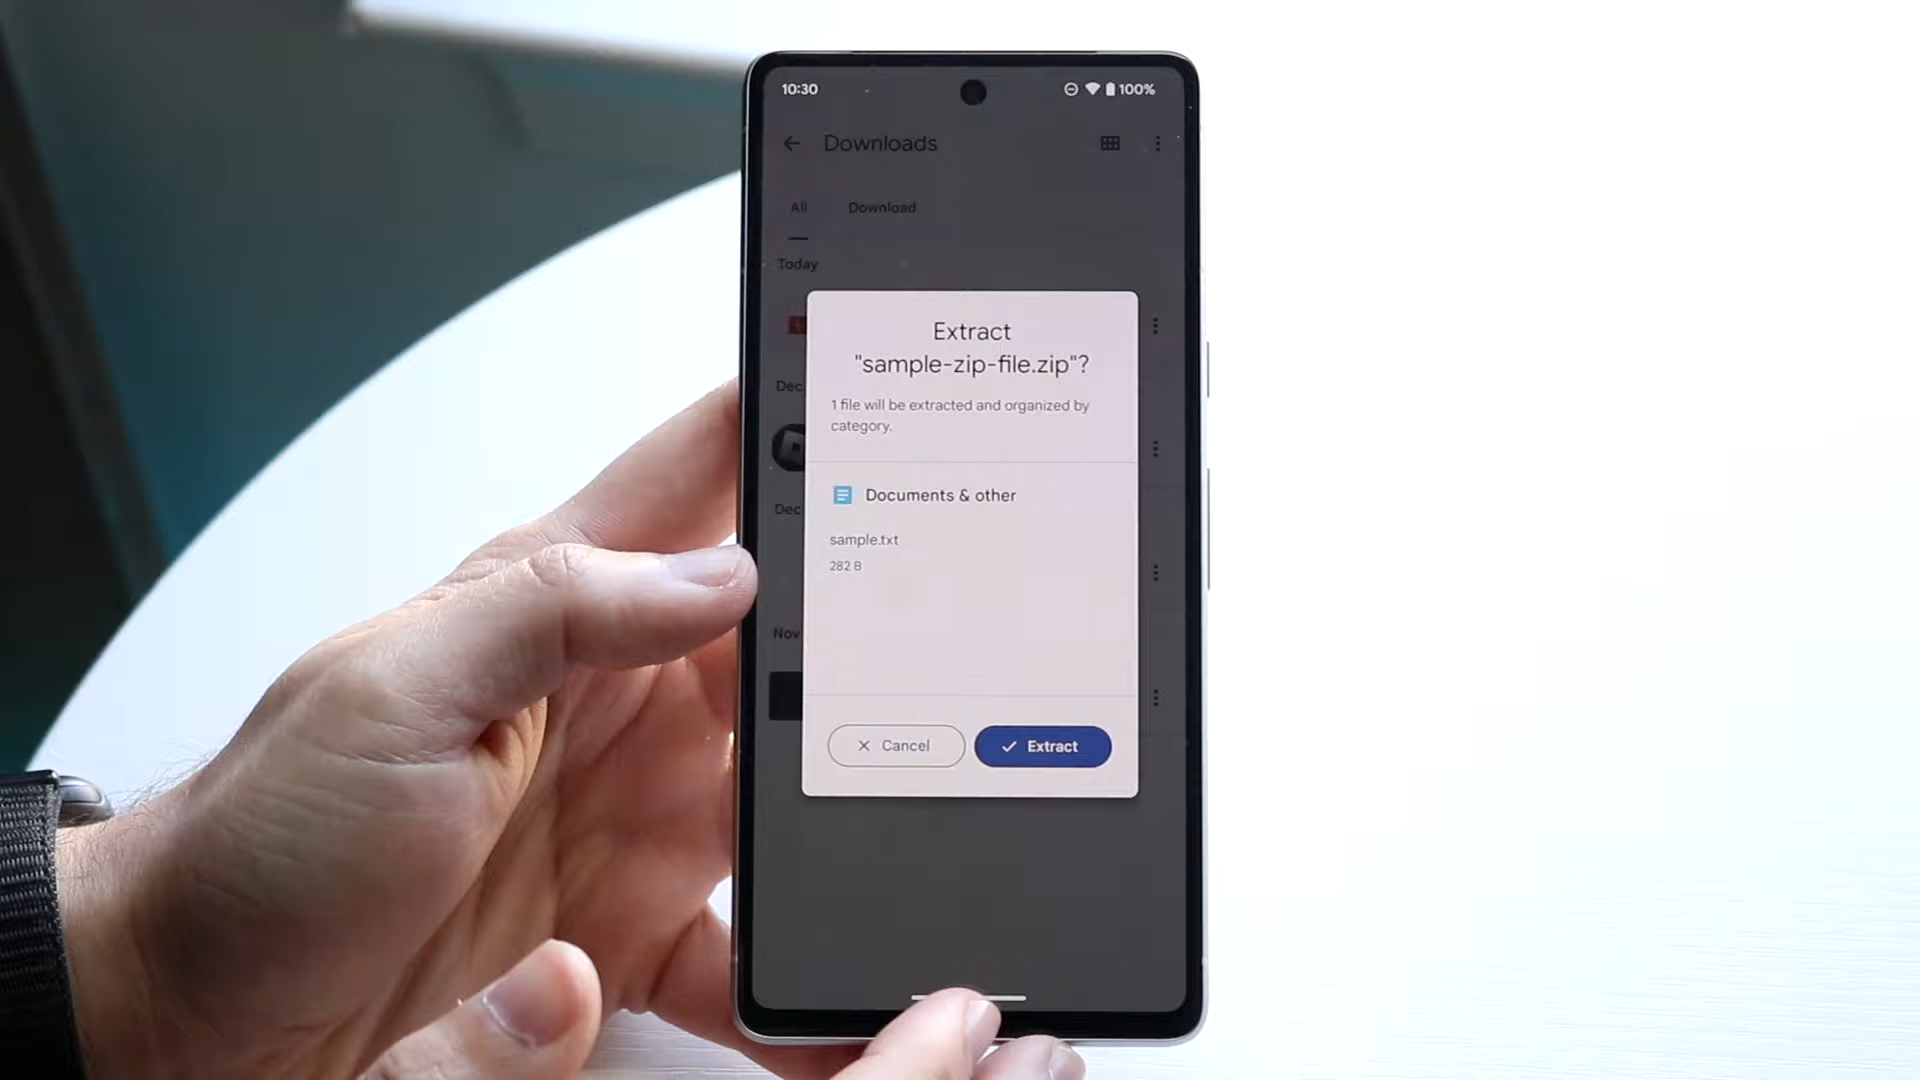 10:30
100%
Downloads
All Download
Today
Extract
"sample-zip-file.zip"?
1 file will be extracted and organized by
category.
Dec
Documents & other
Dec
sample.txt
282 B
Nov
Cancel
Extract